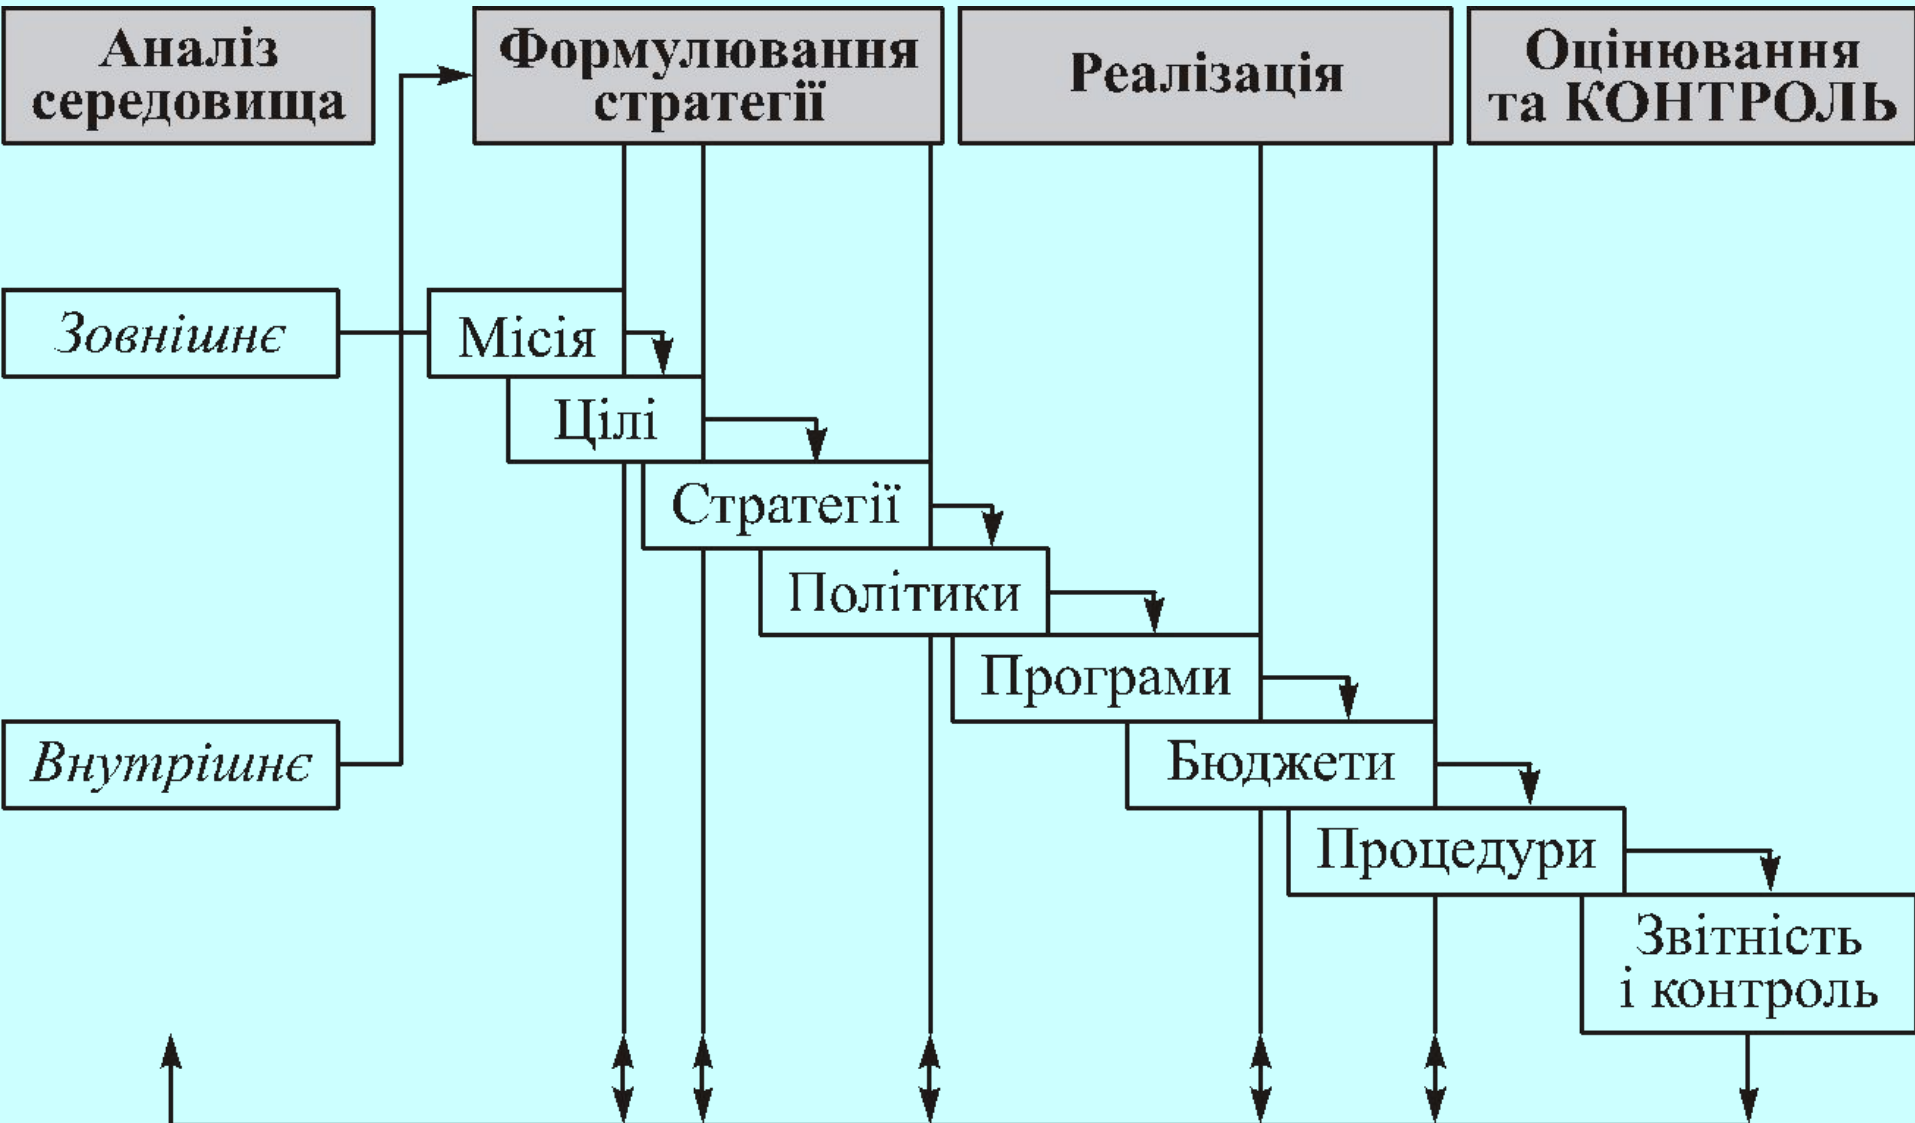 Аналіз
середовища
Формулювання
стратегії
Реалізація
Оцінювання
та КОНТРОЛЬ
Зовнішнє
Місія
Цілі
Стратегії
Політики
Програми
Внутрішнє
Бюджети
Процедури
Звітність
і контроль